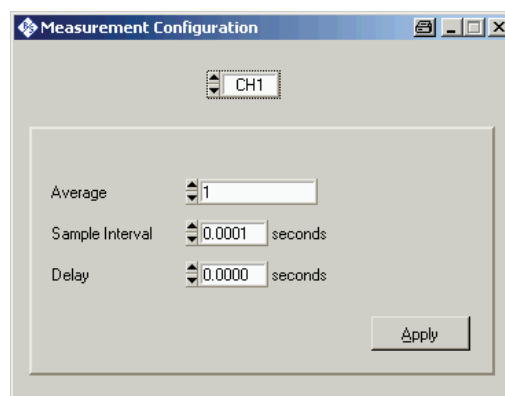 Measurement Configuration
CH1
Average 1
Sample Interval 0.0001 seconds
Delay 0.0000 seconds
Apply